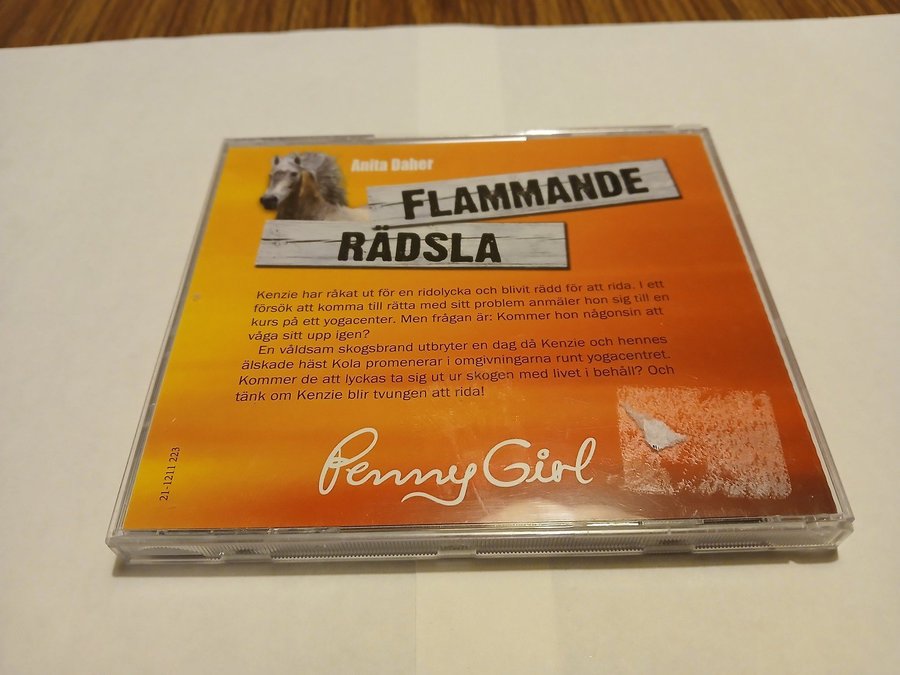 Anita Daher
FLAMMANDE
RÄDSLA
Kenzie har råkat ut för en ridolycka och blivit rädd för att rida. I ett
försök att komma till rätta med sitt problem anmäler hon sig till en
kurs på ett yogacenter. Men frågan är: Kommer hon någonsin att
våga sitt upp igen?
En våldsam skogsbrand utbryter en dag då Kenzie och hennes
älskade häst Kola promenerar i omgivningarna runt yogacentret.
Kommer de att lyckas ta sig ut ur skogen med livet i behåll? Och
tänk om Kenzie blir tvungen att rida!
Penny Girl
21-1211 223